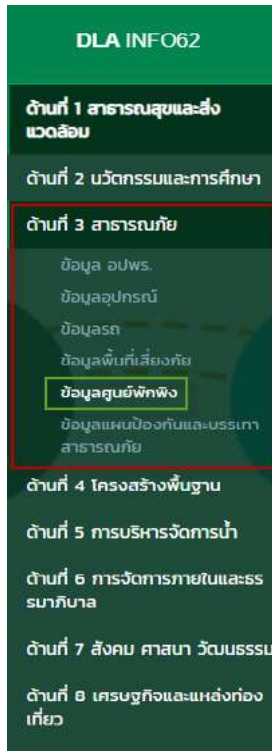 DLA INFO62
ด้านที่ 1 สาธารณสุขและสิ่ง
แวดล้อม
ด้านที่ 2 นวัตกรรมและการศึกษา
ด้านที่ 3 สาธารณภัย
ข้อมูล อปพร.
ข้อมูลอุปกรณ์
ข้อมูลรถ
ข้อมูลพื้นที่เสี่ยงภัย
ข้อมูลศูนย์พักพิง
ข้อมูลแผนป้องกันและบรรเทา
สาธารณภัย
ด้านที่ 4 โครงสร้างพื้นฐาน
ด้านที่ 5 การบริหารจัดการน้ำ
ด้านที่ 6 การจัดการภายในและธร
รมาภิบาล
ด้านที่ 7 สังคม ศาสนา วัฒนธรรม
ด้านที่ 8 เศรษฐกิจและแหล่งท่อง
เที่ยว